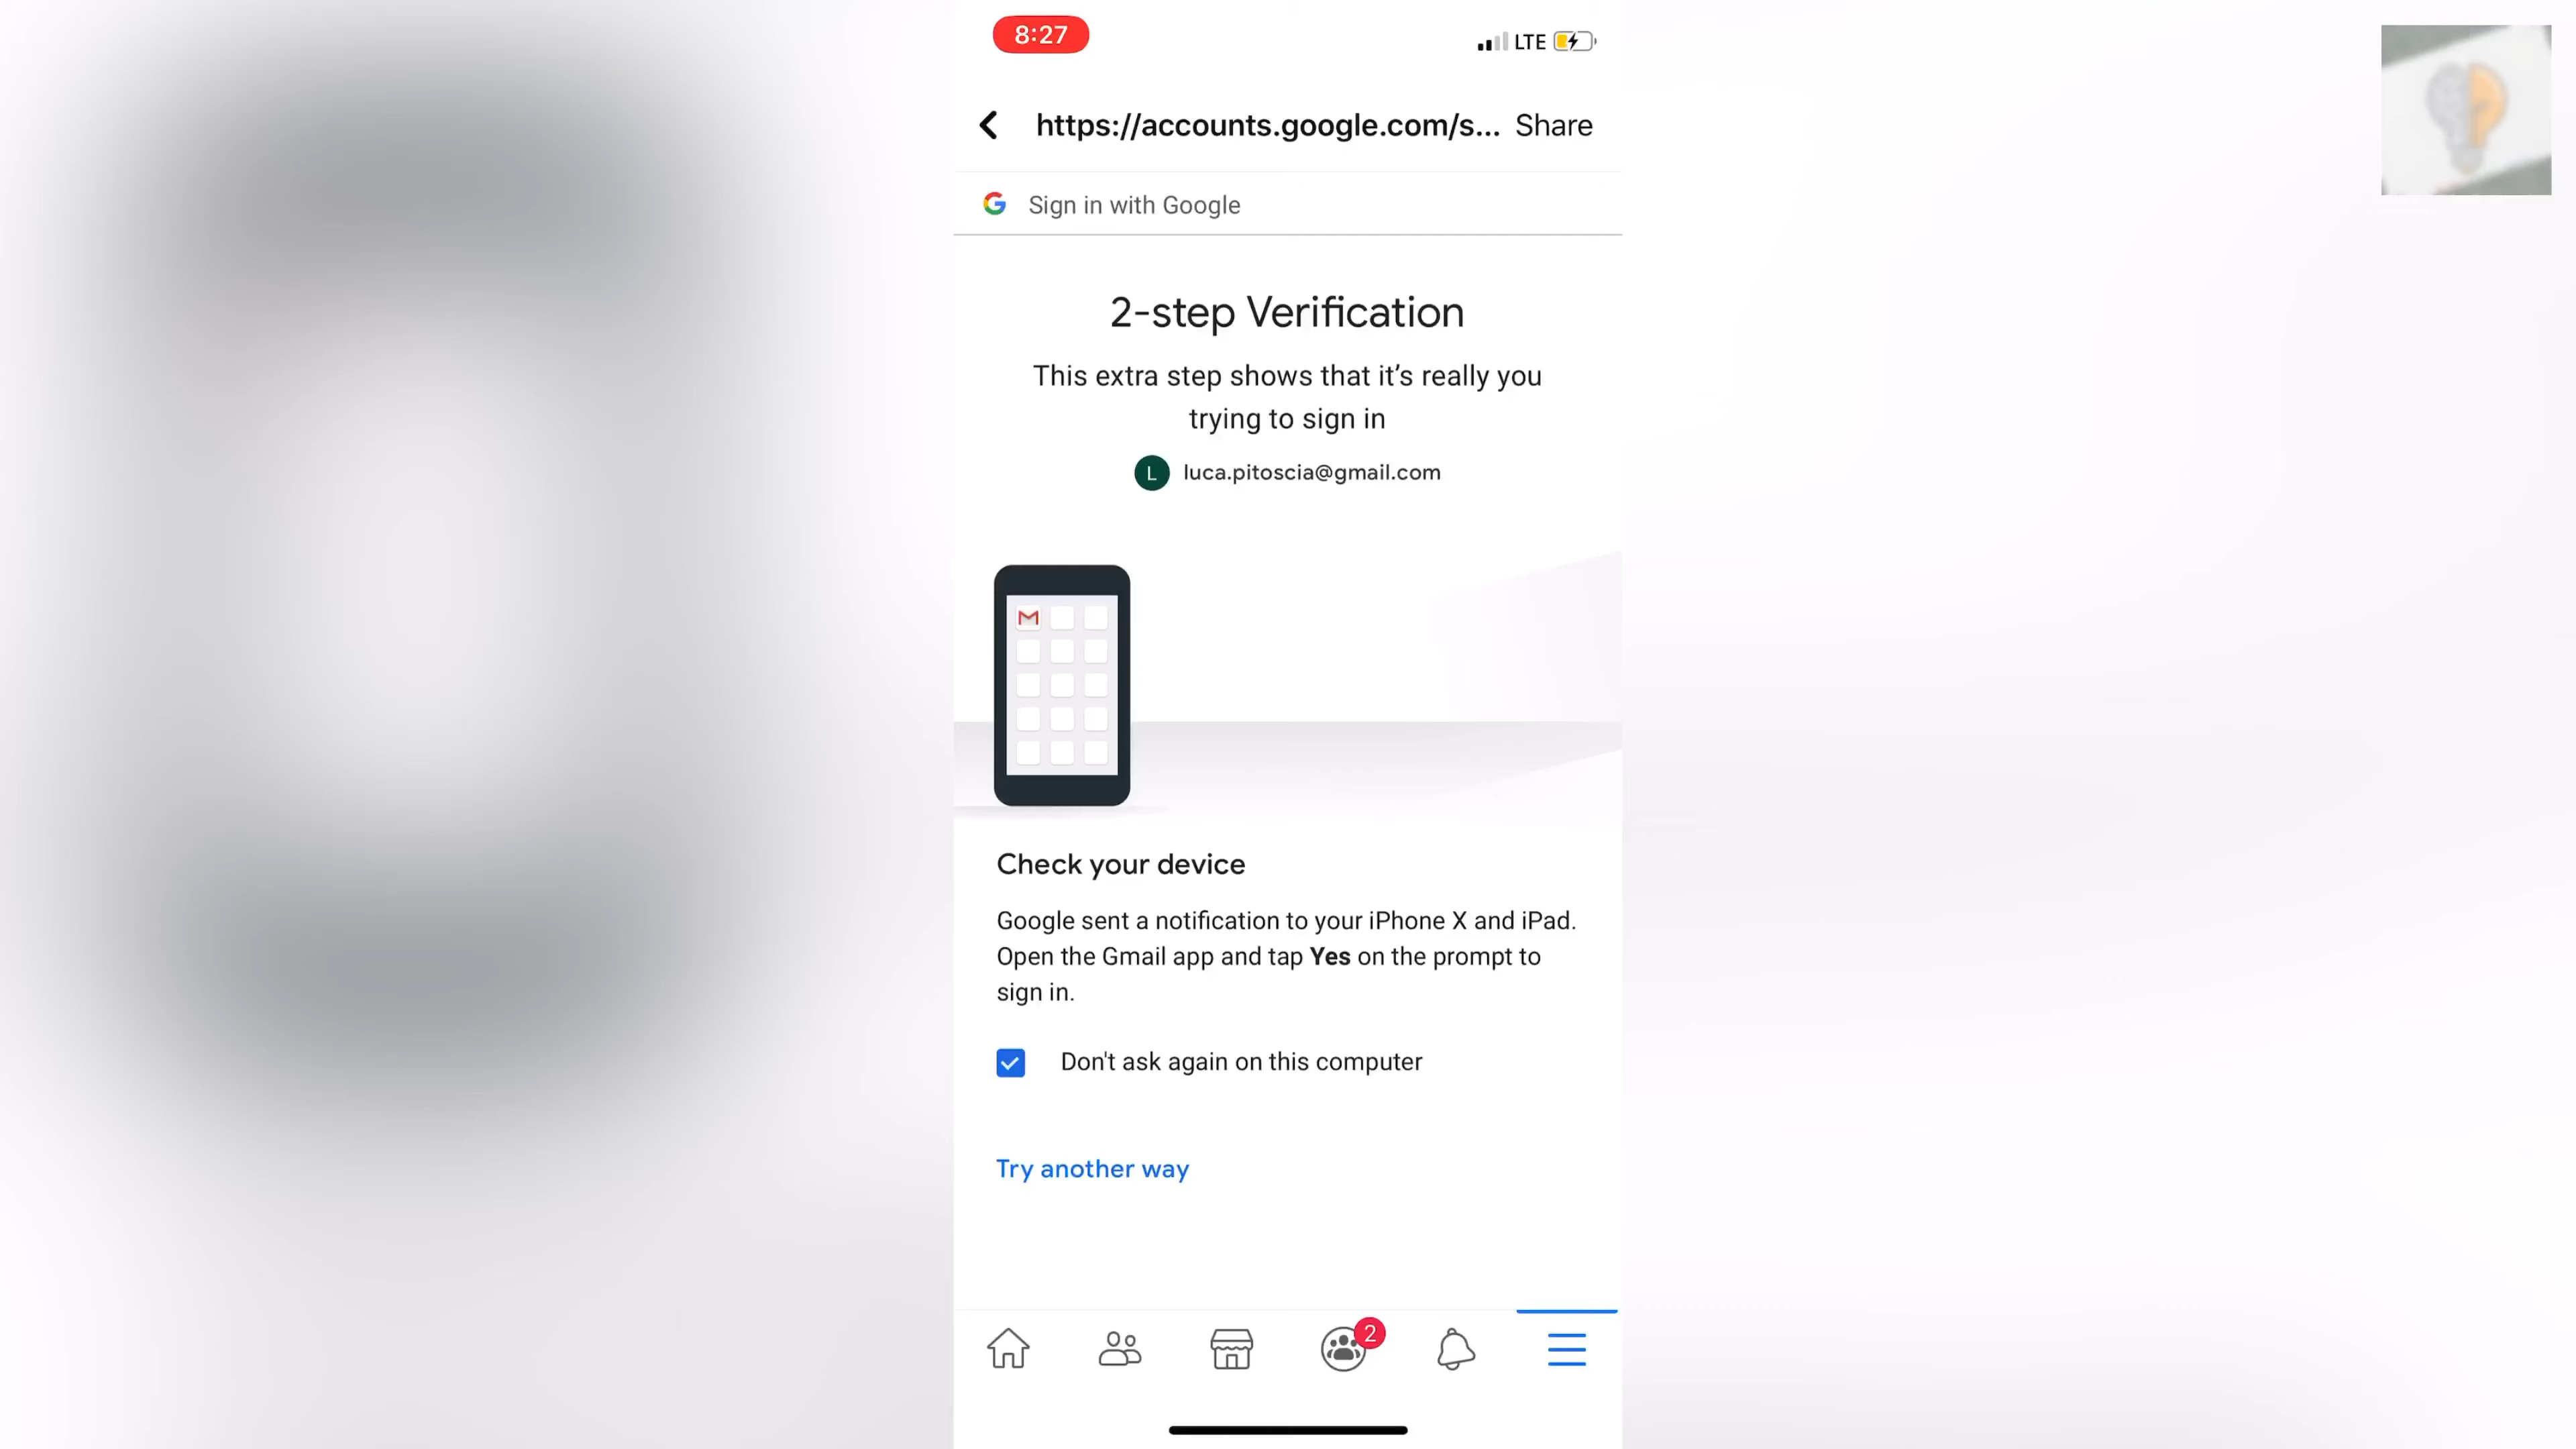 8:27
LTE
https://accounts.google.com/s... Share
Sign in with Google
2-step Verification
This extra step shows that it's really you
trying to sign in
L luca.pitoscia@gmail.com
Check your device
Google sent a notification to your iPhone X and iPad.
Open the Gmail app and tap Yes on the prompt to
sign in.
Don't ask again on this computer
Try another way
2